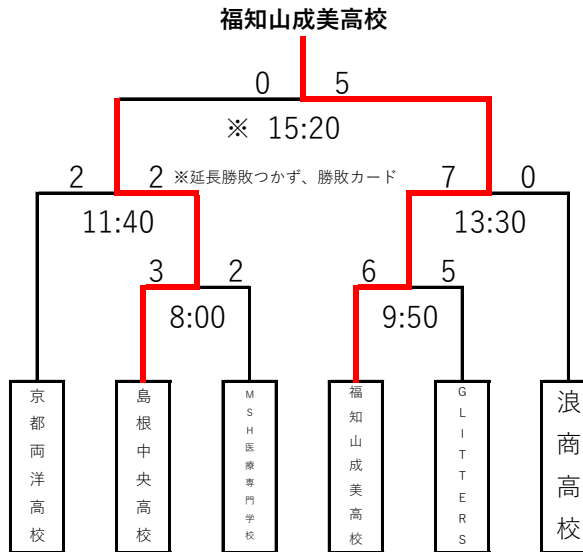 福知山成美高校
0 5
※ 15:20
2 2 ※延長勝敗つかず、勝敗カード 7 0
11:40 13:30
3 2 6 5
8:00 9:50
京都両洋高校
島根中央高校
MSH医療専門学校
福知山成美高校
GLITTERS
浪商高校